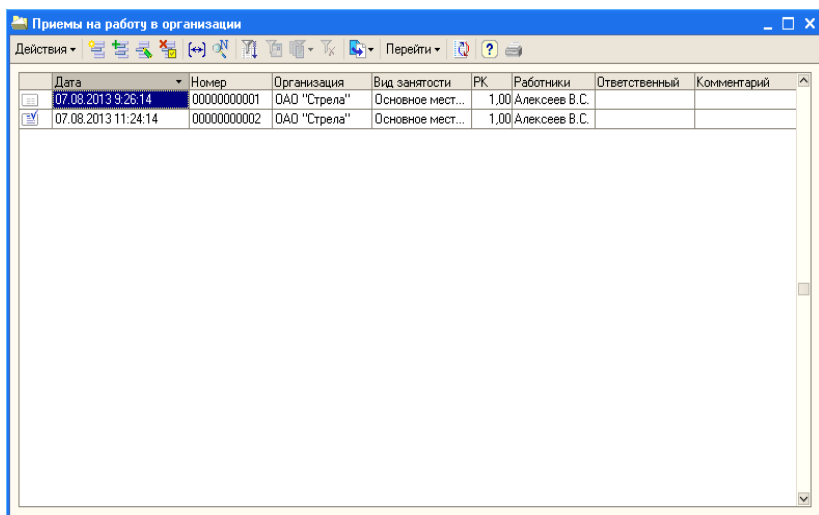 Приемы на работу в организации
Действия Перейти
Дата Номер Организация Вид занятости РК Работники Ответственный Комментарий
07.08.2013 9:26:14 00000000001 ОАО "Стрела" Основное мест... 1,00 Алексеев В.С.
07.08.2013 11:24:14 00000000002 ОАО "Стрела" Основное мест... 1,00 Алексеев В.С.